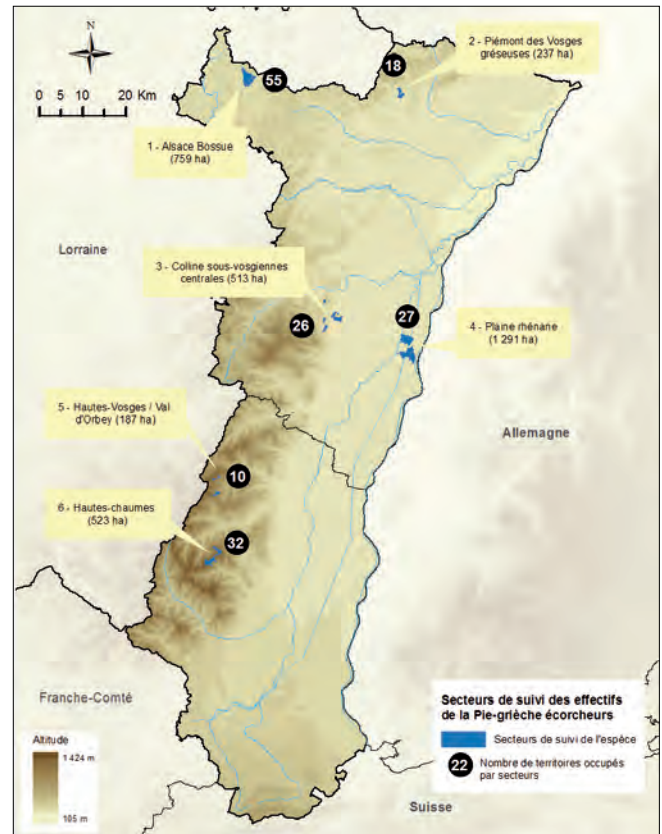 N
0 5 10 20 Km
55
18
2 - Piémont des Vosges
gréseuses (237 ha)
1 - Alsace Bossue
(759 ha)
Lorraine
3 - Colline sous-vosgiennes
centrales (513 ha)
26
27
4 - Plaine rhénane
(1 291 ha)
5 - Hautes-Vosges / Val
d'Orbey (187 ha)
Allemagne
10
6 - Hautes-chaumes
(523 ha)
32
Franche-Comté
Altitude
1 424 m
105 m
Secteurs de suivi des effectifs
de la Pie-grièche écorcheurs
Secteurs de suivi de l'espèce
22
Nombre de territoires occupés
par secteurs
Suisse